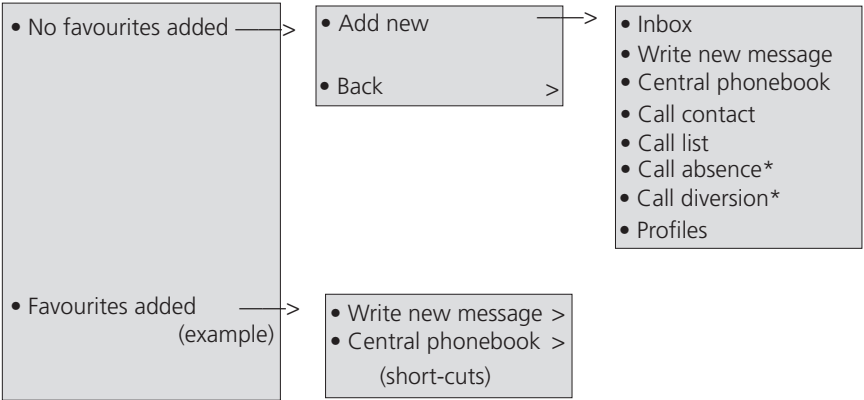 • No favourites added >
• Add new >
• Back >
• Inbox
• Write new message
• Central phonebook
• Call contact
• Call list
• Call absence*
• Call diversion*
• Profiles
• Favourites added >
(example)
• Write new message >
• Central phonebook >
(short-cuts)